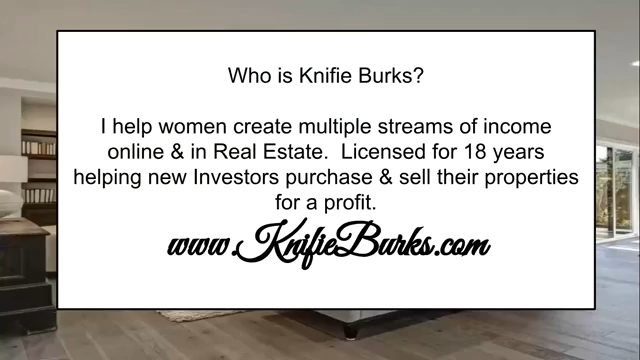 Who is Knifie Burks?
I help women create multiple streams of income
online & in Real Estate.  Licensed for 18 years
helping new Investors purchase & sell their properties
for a profit.
www.KnifieBurks.com